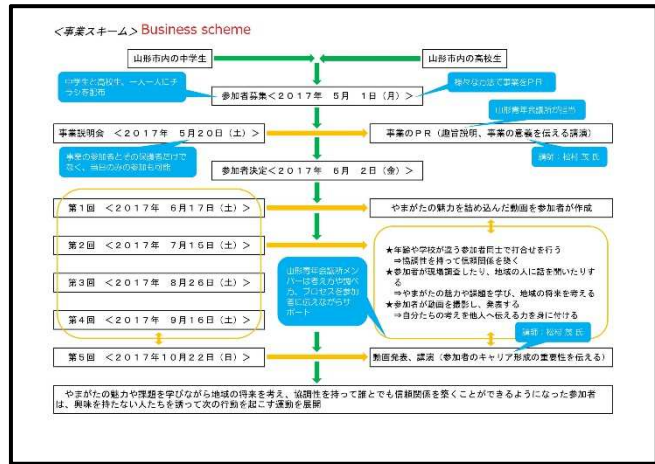 <事業スキーム> Business scheme
山形市内の中学生
山形市内の高校生
中学生と高校生、一人一人にチ
ラシを配布
様々な方法で事業をPR
参加者募集<2017年 5月 1日(月)>
山形青年会議所が担当
事業説明会 <2017年 5月20日(土)>
事業のPR(趣旨説明、事業の意義を伝える講演)
事業の参加者とその保護者だけで
なく、当日のみの参加も可能
講師:松村 茂 氏
参加者決定<2017年 6月 2日(金)>
第1回 <2017年 6月17日(土)>
やまがたの魅力を詰め込んだ動画を参加者が作成
第2回 <2017年 7月15日(土)>
第3回 <2017年 8月26日(土)>
第4回 <2017年 9月16日(土)>
山形青年会議所メン
バーは考え方や調べ
方、プロセスを参加
者に伝えながらサ
ポート
★年齢や学校が違う参加者同士で打合せを行う
⇒協調性を持って信頼関係を築く
★参加者が現場調査したり、地域の人に話を聞いたりす
る
⇒やまがたの魅力や課題を学び、地域の将来を考える
★参加者が動画を撮影し、発表する
⇒自分たちの考えを他人へ伝える力を身に付ける
講師:松村 茂 氏
第5回 <2017年10月22日(日)>
動画発表、講演(参加者のキャリア形成の重要性を伝える)
やまがたの魅力や課題を学びながら地域の将来を考え、協調性を持って誰とでも信頼関係を築くことができるようになった参加者
は、興味を持たない人たちを誘って次の行動を起こす運動を展開